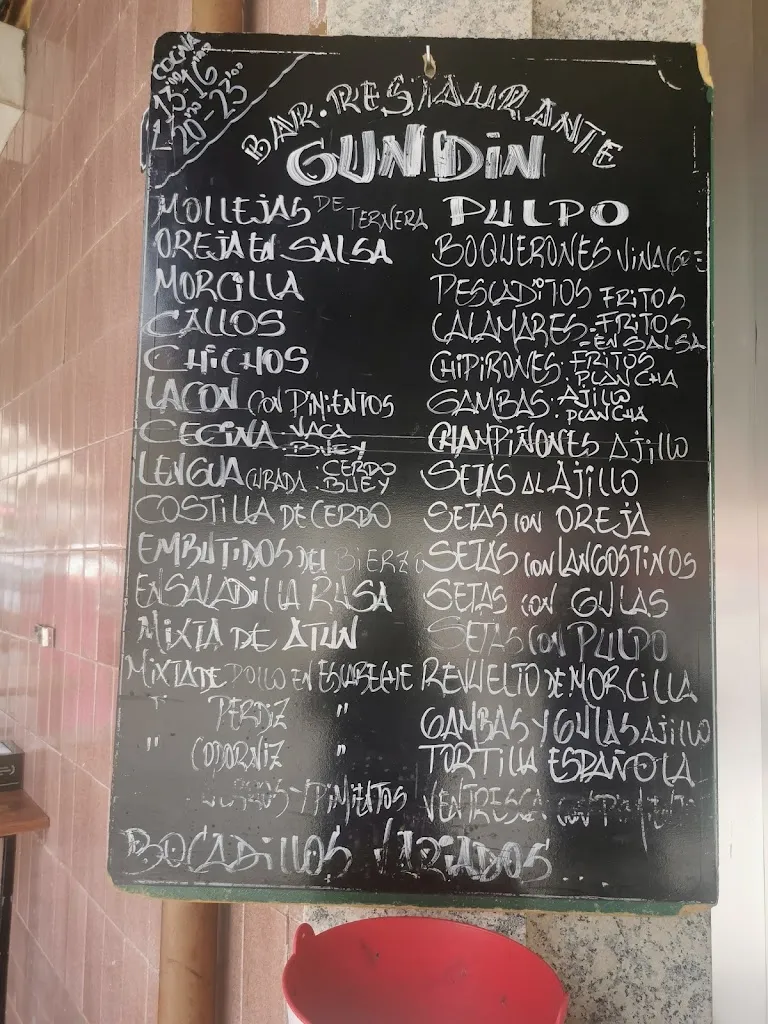 COCINA
13-16
20-23
BAR.RESTAURANTE
GUNDIN
MOLLEJAS DE TERNERA
OREJA EN SALSA
MORCILLA
CALLOS
CHICHOS
LACON CON PIMIENTOS
CECINA VACA
BUEY
LENGUA CURADA: CERDO
BUEY
COSTILLA DE CERDO
EMBUTIDOS DEL BIERZO
ENSALADILLA RUSA
MIXTA DE ATUN
MIXTA DE POLLO EN ESCABECHE
" PERDIZ "
" CODORNIZ "
Y PIMIENTOS
PULPO
BOQUERONES VINAGRE
PESCADITOS FRITOS
CALAMARES-FRITOS
-EN SALSA
CHIPIRONES: FRITOS
PLANCHA
GAMBAS: AJILLO
PLANCHA
CHAMPIÑONES AJILLO
SETAS AL AJILLO
SETAS CON OREJA
SETAS CON LANGOSTINOS
SETAS CON GULAS
SETAS CON PULPO
REVUELTO DE MORCILLA
GAMBAS Y GULAS AJILLO
TORTILLA ESPAÑOLA
VENTRESCA CON
BOCADILLOS VARIADOS...